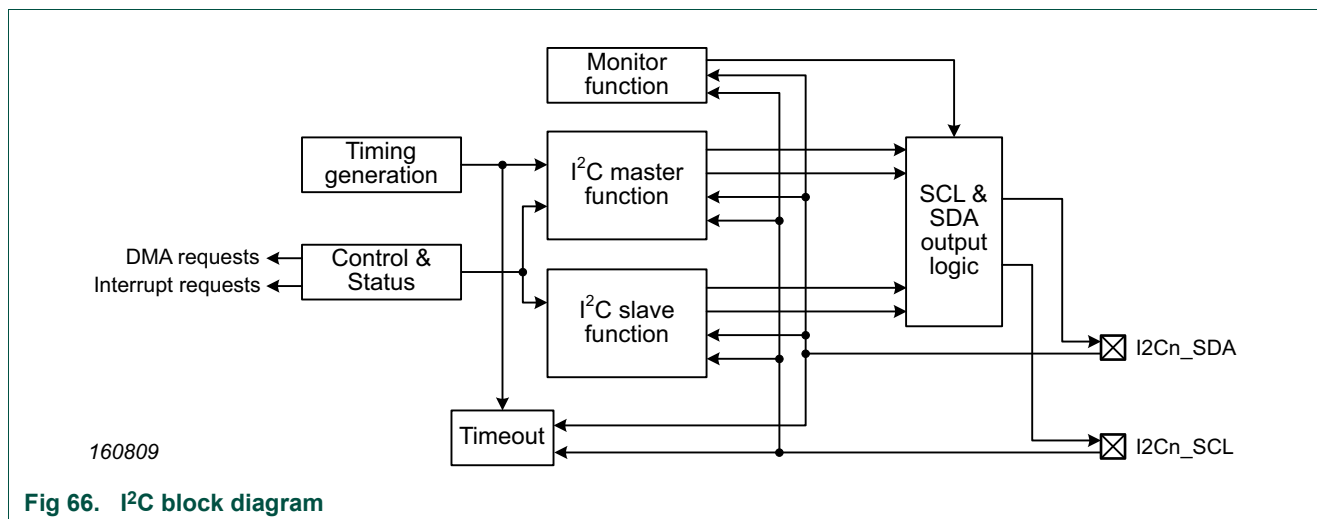 Monitor
function
Timing
generation
I²C master
function
SCL &
SDA
output
logic
DMA requests
Interrupt requests
Control &
Status
I²C slave
function
I2Cn_SDA
Timeout
I2Cn_SCL
160809
Fig 66. I²C block diagram